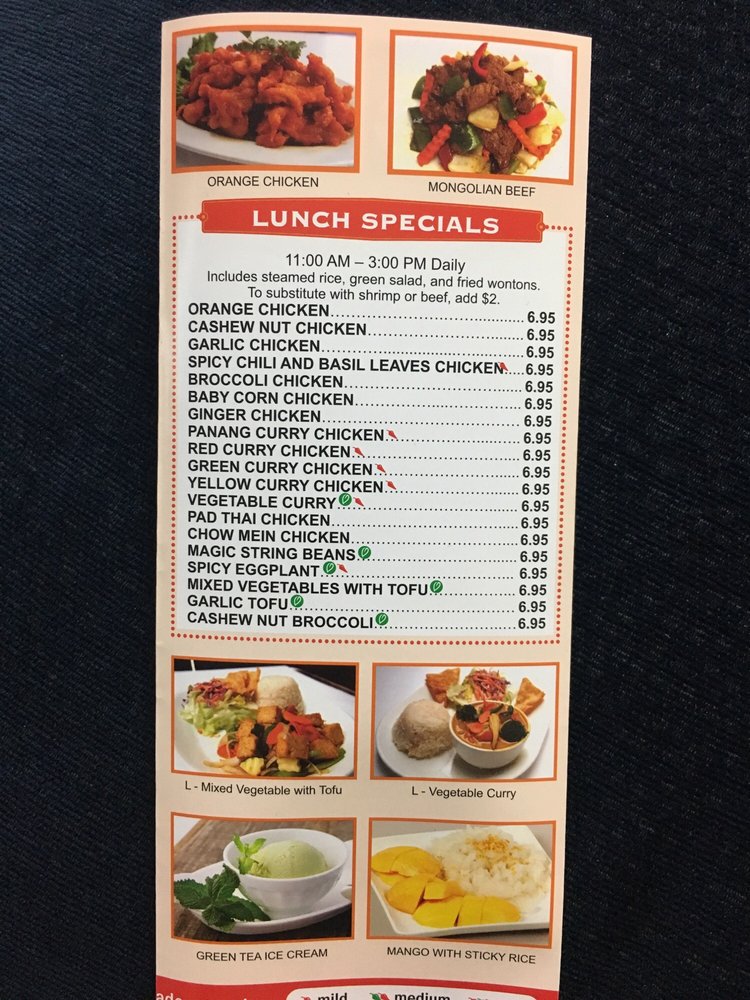 ORANGE CHICKEN
MONGOLIAN BEEF
LUNCH SPECIALS
11:00 AM – 3:00 PM Daily
Includes steamed rice, green salad, and fried wontons.
To substitute with shrimp or beef, add $2.
ORANGE CHICKEN 6.95
CASHEW NUT CHICKEN 6.95
GARLIC CHICKEN 6.95
SPICY CHILI AND BASIL LEAVES CHICKEN 6.95
BROCCOLI CHICKEN 6.95
BABY CORN CHICKEN 6.95
GINGER CHICKEN 6.95
PANANG CURRY CHICKEN 6.95
RED CURRY CHICKEN 6.95
GREEN CURRY CHICKEN 6.95
YELLOW CURRY CHICKEN 6.95
VEGETABLE CURRY 6.95
PAD THAI CHICKEN 6.95
CHOW MEIN CHICKEN 6.95
MAGIC STRING BEANS 6.95
SPICY EGGPLANT 6.95
MIXED VEGETABLES WITH TOFU 6.95
GARLIC TOFU 6.95
CASHEW NUT BROCCOLI 6.95
L - Mixed Vegetable with Tofu
L - Vegetable Curry
GREEN TEA ICE CREAM
MANGO WITH STICKY RICE
mild medium